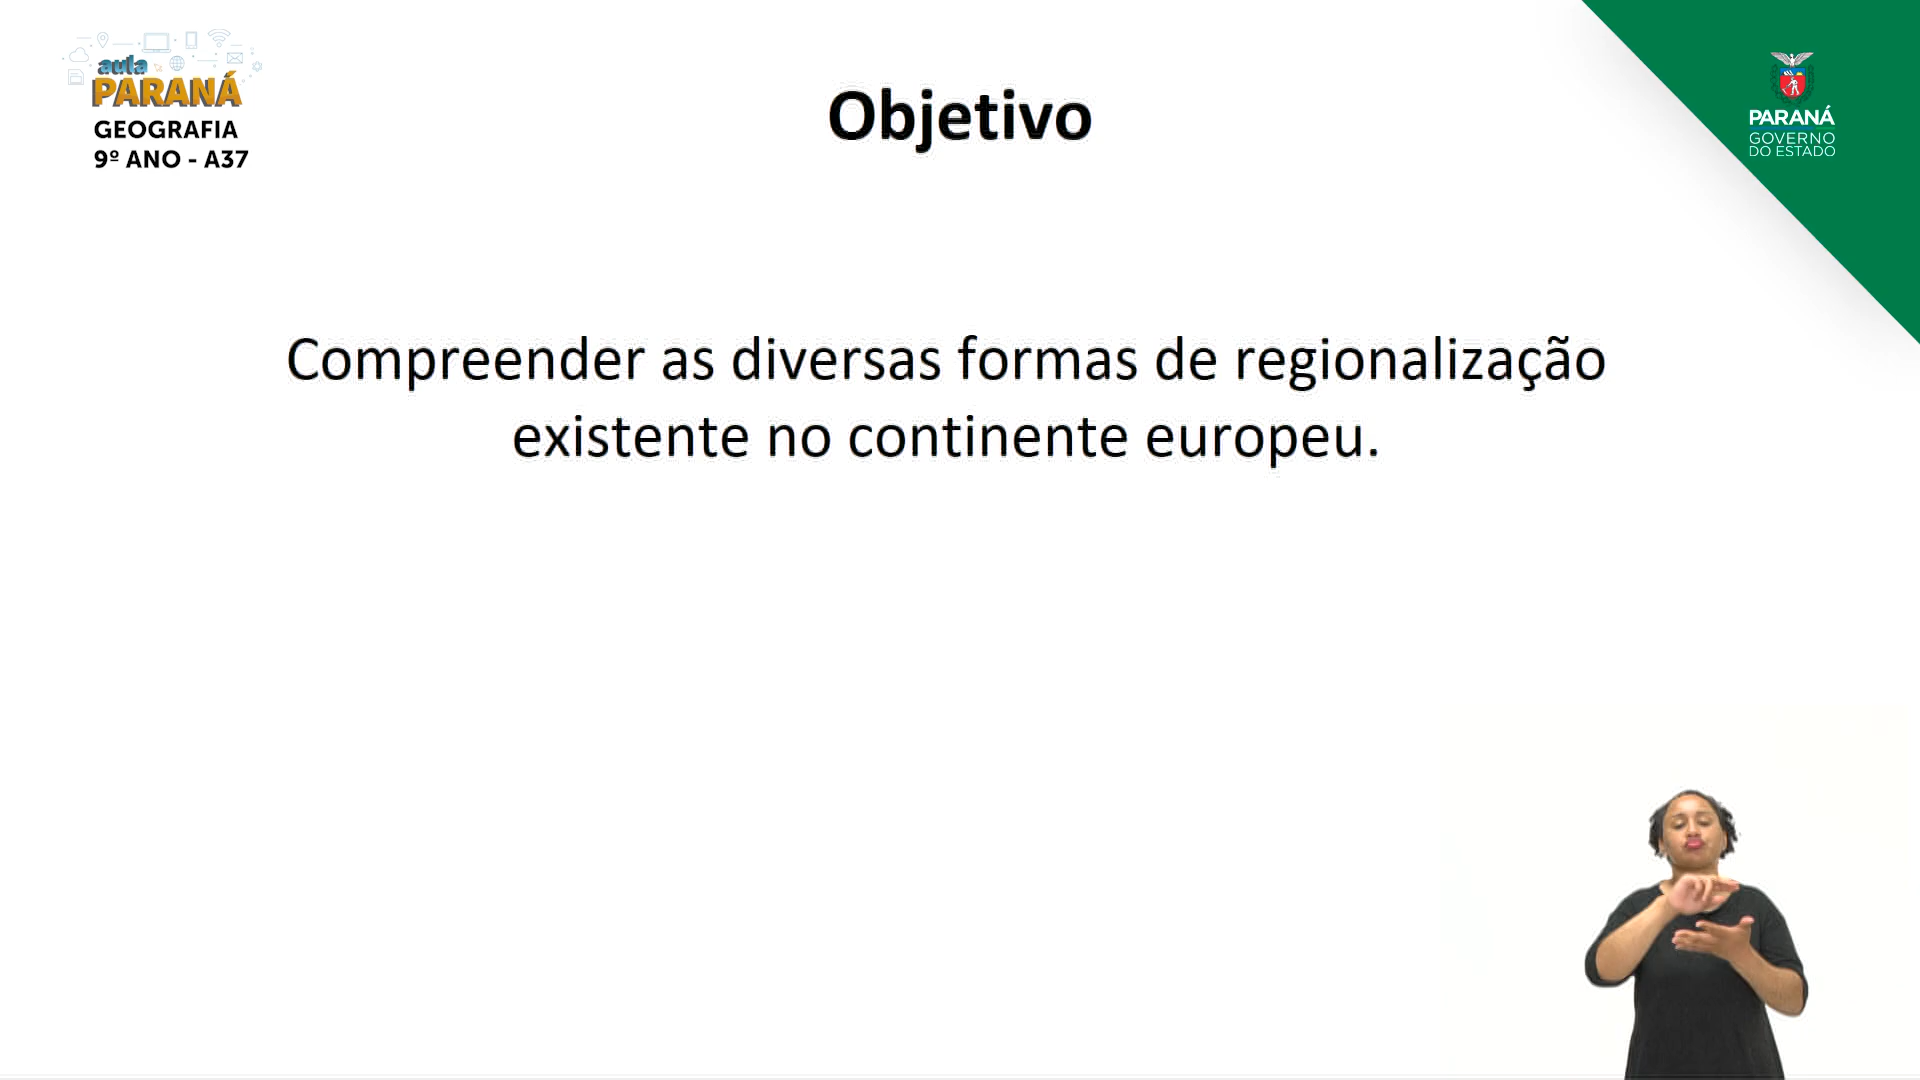 aula
PARANÁ
GEOGRAFIA
9º ANO - A37
Objetivo
PARANÁ
GOVERNO
DO ESTADO
Compreender as diversas formas de regionalização
existente no continente europeu.